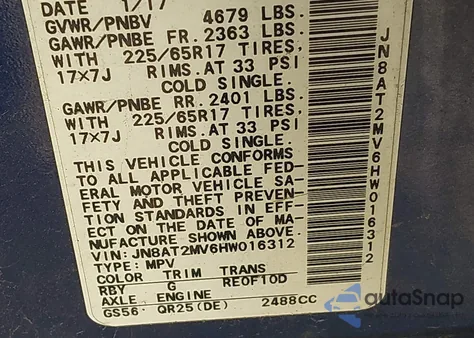 DATE 1/17
GVWR/PNBV 4679 LBS.
GAWR/PNBE FR. 2363 LBS.
WITH 225/65R17 TIRES,
17×7J RIMS.AT 33 PSI
COLD SINGLE.
GAWR/PNBE RR. 2401 LBS.
WITH 225/65R17 TIRES,
17×7J RIMS.AT 33 PSI
COLD SINGLE.
THIS VEHICLE CONFORMS
TO ALL APPLICABLE FED-
ERAL MOTOR VEHICLE SA-
FETY AND THEFT PREVEN-
TION STANDARDS IN EFF-
ECT ON THE DATE OF MA-
NUFACTURE SHOWN ABOVE.
VIN:JN8AT2MV6HW016312
TYPE:MPV
COLOR TRIM TRANS
RBY G RE0F10D
AXLE ENGINE
GS56 QR25(DE) 2488CC
JN8AT2MV6HW016312
autoSnap